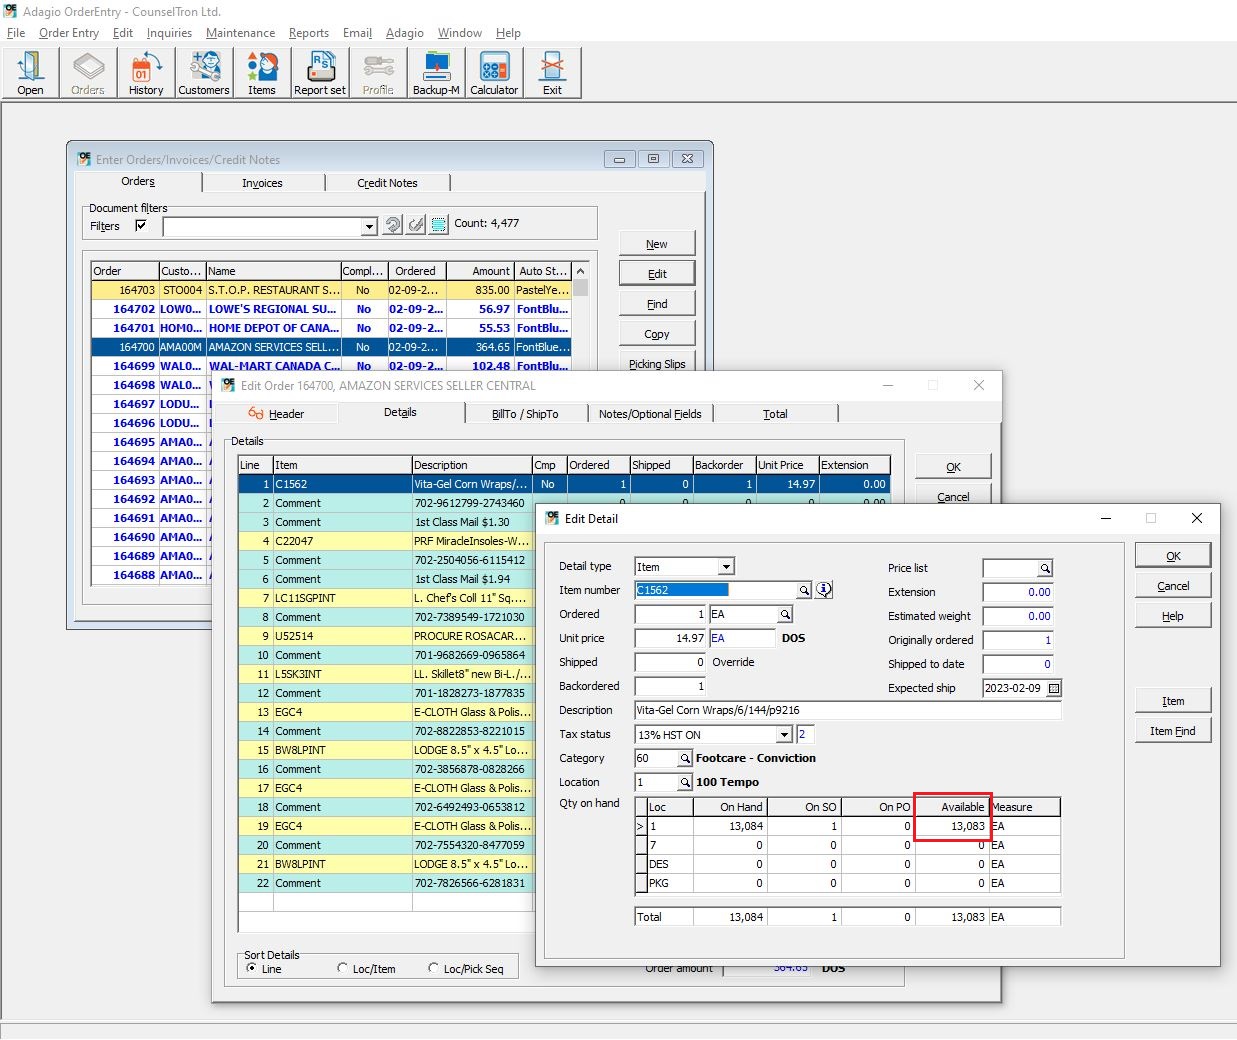 Adagio OrderEntry - CounselTron Ltd.
File Order Entry Edit Inquiries Maintenance Reports Email Adagio Window Help
Open Orders History Customers Items Report set Profile Backup-M Calculator Exit
Enter Orders/Invoices/Credit Notes
Orders Invoices Credit Notes
Document filters
Filters Count: 4,477
New
Edit
Find
Copy
Picking Slips
Order Custo... Name Compl... Ordered Amount Auto St...
164703 STO004 S.T.O.P. RESTAURANT S... No 02-09-2... 835.00 PastelYe...
164702 LOW0... LOWE'S REGIONAL SU... No 02-09-2... 56.97 FontBlu...
164701 HOM0... HOME DEPOT OF CANA... No 02-09-2... 55.53 FontBlu...
164700 AMA00M AMAZON SERVICES SELL... No 02-09-2... 364.65 FontBlue...
164699 WAL0... WAL-MART CANADA C... No 02-09-2... 102.48 FontBlu...
164698 WAL0...
164697 LODU...
164696 LODU...
164695 AMA0...
164694 AMA0...
164693 AMA0...
164692 AMA0...
164691 AMA0...
164690 AMA0...
164689 AMA0...
164688 AMA0...
Edit Order 164700, AMAZON SERVICES SELLER CENTRAL
Header Details BillTo / ShipTo Notes/Optional Fields Total
Details
OK
Cancel
Line Item Description Cmp Ordered Shipped Backorder Unit Price Extension
1 C1562 Vita-Gel Corn Wraps/... No 1 0 1 14.97 0.00
2 Comment 702-9612799-2743460 0 0 0 0.00
3 Comment 1st Class Mail $1.30
4 C22047 PRF MiracleInsoles-W...
5 Comment 702-2504056-6115412
6 Comment 1st Class Mail $1.94
7 LC11SGPINT L. Chef's Coll 11" Sq....
8 Comment 702-7389549-1721030
9 U52514 PROCURE ROSACAR...
10 Comment 701-9682669-0965864
11 L5SK3INT LL. Skillet8" new Bi-L./...
12 Comment 701-1828273-1877835
13 EGC4 E-CLOTH Glass & Polis...
14 Comment 702-8822853-8221015
15 BW8LPINT LODGE 8.5" x 4.5" Lo...
16 Comment 702-3856878-0828266
17 EGC4 E-CLOTH Glass & Polis...
18 Comment 702-6492493-0653812
19 EGC4 E-CLOTH Glass & Polis...
20 Comment 702-7554320-8477059
21 BW8LPINT LODGE 8.5" x 4.5" Lo...
22 Comment 702-7826566-6281831
Sort Details
Line Loc/Item Loc/Pick Seq
Order amount 364.65 DOS
Edit Detail
Detail type Item
Item number C1562
Ordered 1 EA
Unit price 14.97 EA DOS
Shipped 0 Override
Backordered 1
Price list
Extension 0.00
Estimated weight 0.00
Originally ordered 1
Shipped to date 0
Expected ship 2023-02-09
Description Vita-Gel Corn Wraps/6/144/p9216
Tax status 13% HST ON 2
Category 60 Footcare - Conviction
Location 1 100 Tempo
Qty on hand
Loc On Hand On SO On PO Available Measure
> 1 13,084 1 0 13,083 EA
7 0 0 0 0 EA
DES 0 0 0 0 EA
PKG 0 0 0 0 EA
Total 13,084 1 0 13,083 EA
OK
Cancel
Help
Item
Item Find